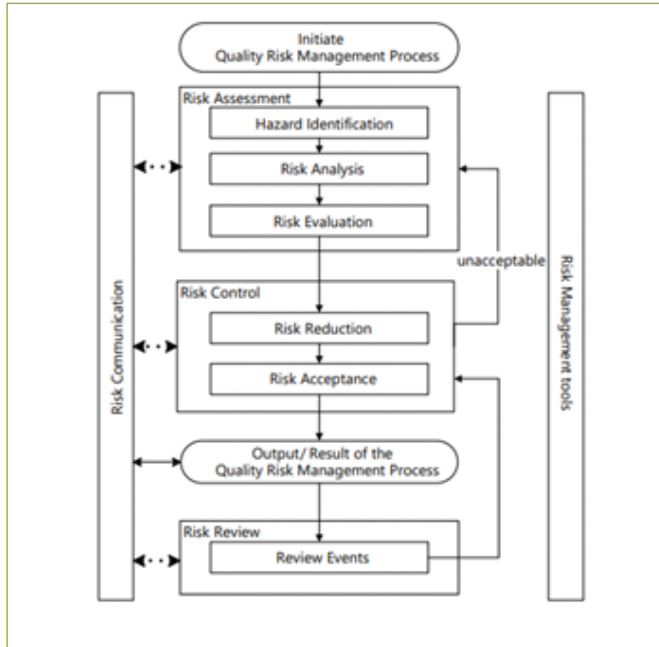 Initiate
Quality Risk Management Process
Risk Assessment
Hazard Identification
Risk Analysis
Risk Evaluation
unacceptable
Risk Control
Risk Reduction
Risk Acceptance
Output/ Result of the
Quality Risk Management Process
Risk Review
Review Events
Risk Communication
Risk Management tools